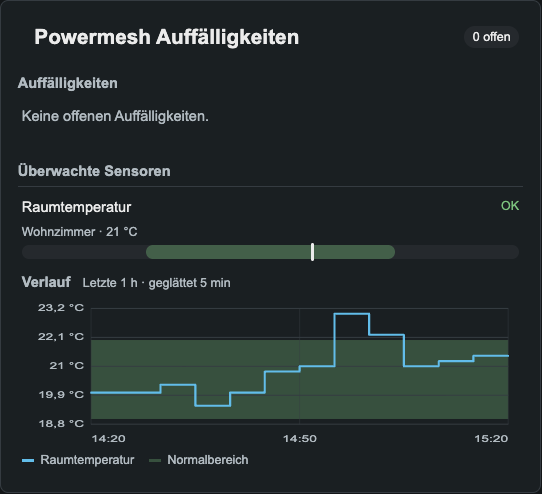 Powermesh Auffälligkeiten
0 offen
Auffälligkeiten
Keine offenen Auffälligkeiten.
Überwachte Sensoren
Raumtemperatur
OK
Wohnzimmer · 21 °C
Verlauf Letzte 1 h · geglättet 5 min
23,2 °C
22,1 °C
21 °C
19,9 °C
18,8 °C
14:20 14:50 15:20
Raumtemperatur Normalbereich